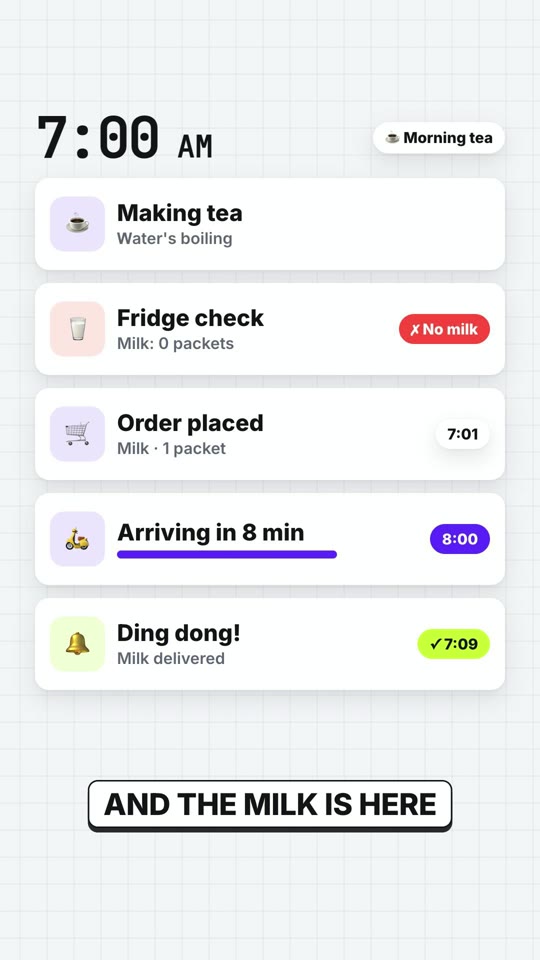 7:00 AM
☕ Morning tea
Making tea
Water's boiling
Fridge check
Milk: 0 packets
✗ No milk
Order placed
Milk · 1 packet
7:01
Arriving in 8 min
8:00
Ding dong!
Milk delivered
✓ 7:09
AND THE MILK IS HERE